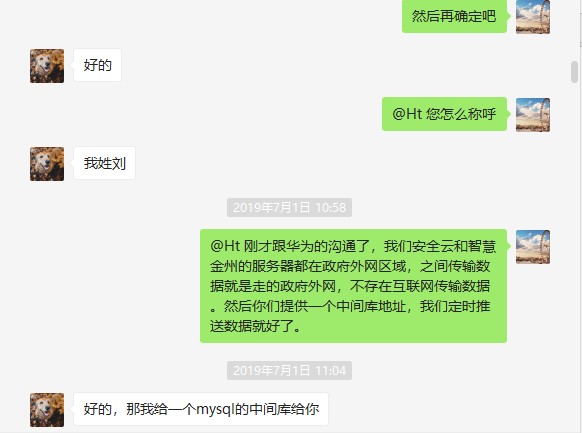 然后再确定吧
好的
@Ht 您怎么称呼
我姓刘
2019年7月1日 10:58
@Ht 刚才跟华为的沟通了，我们安全云和智慧
金州的服务器都在政府外网区域，之间传输数
据就是走的政府外网，不存在互联网传输数据
。然后你们提供一个中间库地址，我们定时推
送数据就好了。
2019年7月1日 11:04
好的，那我给一个mysql的中间库给你